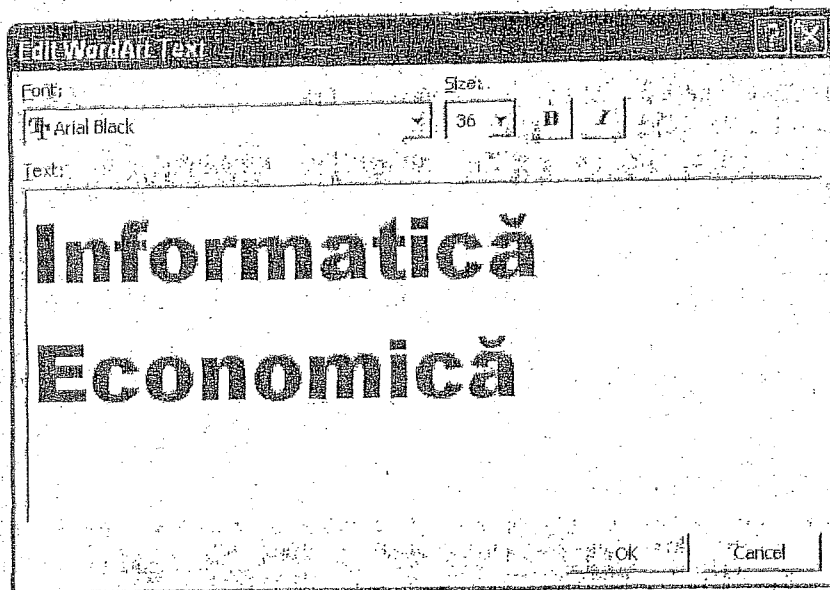 Edit WordArt Text
Font:
Size:
Arial Black
36
B
I
Text:
Informatică
Economică
OK
Cancel